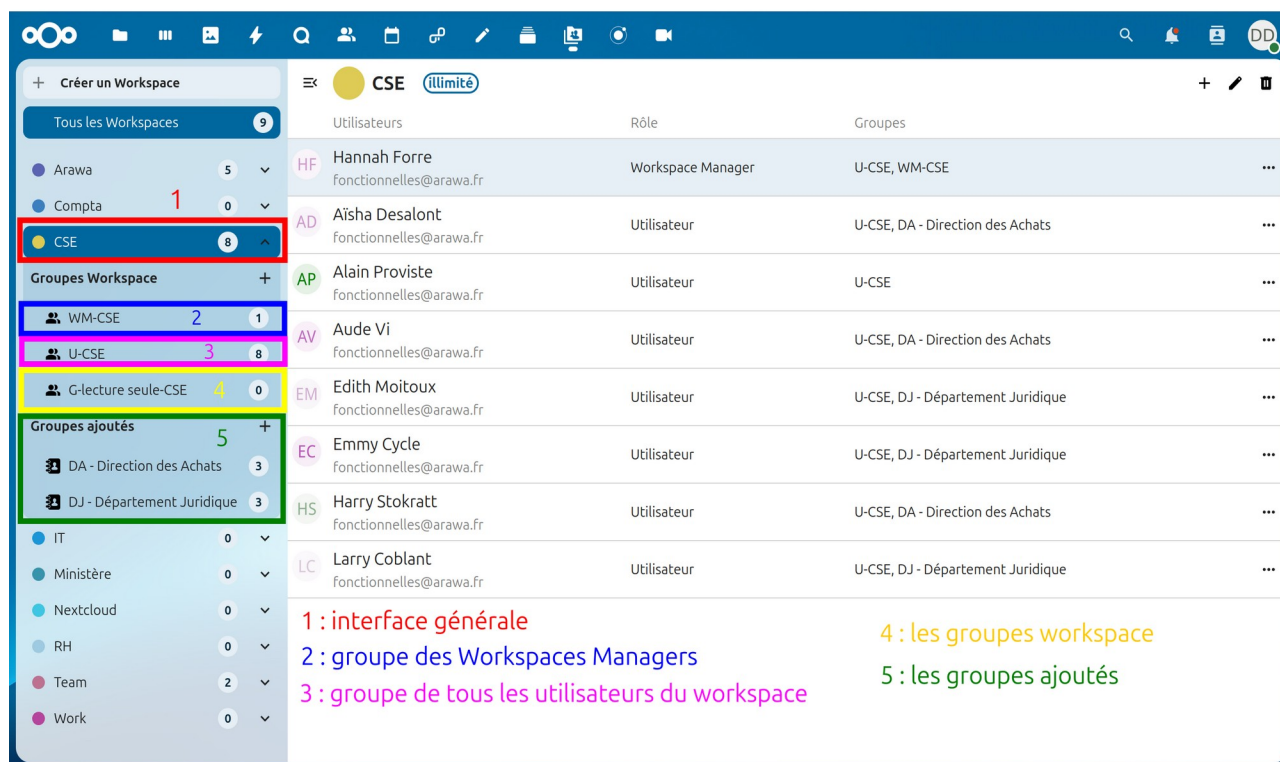 DD
+ Créer un Workspace
CSE illimité
Tous les Workspaces 9
Utilisateurs Rôle Groupes
Arawa 5
1
Compta 0
CSE 8
Groupes Workspace +
WM-CSE 2 1
U-CSE 3 8
G-lecture seule-CSE 4 0
Groupes ajoutés +
5
DA - Direction des Achats 3
DJ - Département Juridique 3
IT 0
Ministère 0
Nextcloud 0
RH 0
Team 2
Work 0
HF Hannah Forre Workspace Manager U-CSE, WM-CSE ...
fonctionnelles@arawa.fr
AD Aïsha Desalont Utilisateur U-CSE, DA - Direction des Achats ...
fonctionnelles@arawa.fr
AP Alain Proviste Utilisateur U-CSE ...
fonctionnelles@arawa.fr
AV Aude Vi Utilisateur U-CSE, DA - Direction des Achats ...
fonctionnelles@arawa.fr
EM Edith Moitoux Utilisateur U-CSE, DJ - Département Juridique ...
fonctionnelles@arawa.fr
EC Emmy Cycle Utilisateur U-CSE, DJ - Département Juridique ...
fonctionnelles@arawa.fr
HS Harry Stokratt Utilisateur U-CSE, DA - Direction des Achats ...
fonctionnelles@arawa.fr
LC Larry Coblant Utilisateur U-CSE, DJ - Département Juridique ...
fonctionnelles@arawa.fr
1 : interface générale
2 : groupe des Workspaces Managers
3 : groupe de tous les utilisateurs du workspace
4 : les groupes workspace
5 : les groupes ajoutés